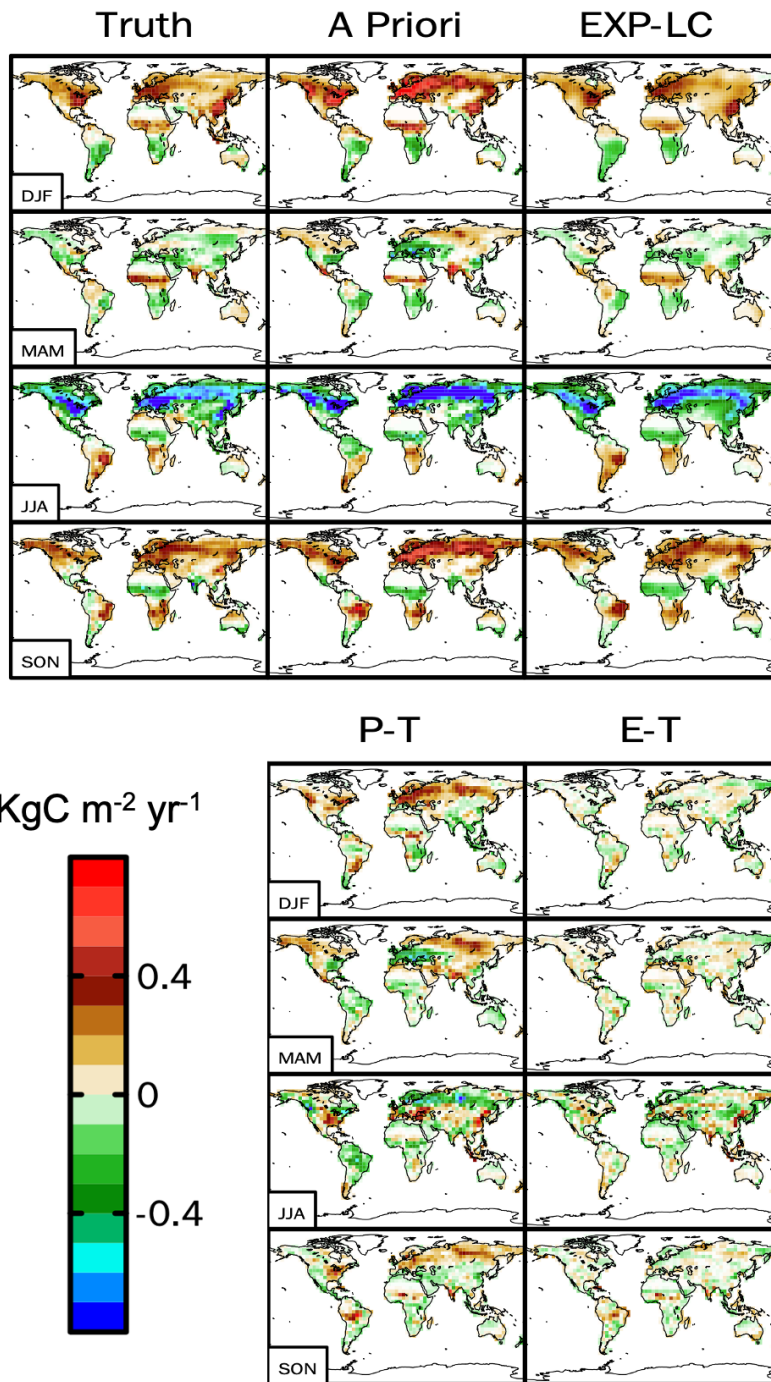 Truth A Priori EXP-LC
DJF
MAM
JJA
SON
P-T E-T
KgC m⁻² yr⁻¹
DJF
0.4
MAM
0
JJA
-0.4
SON